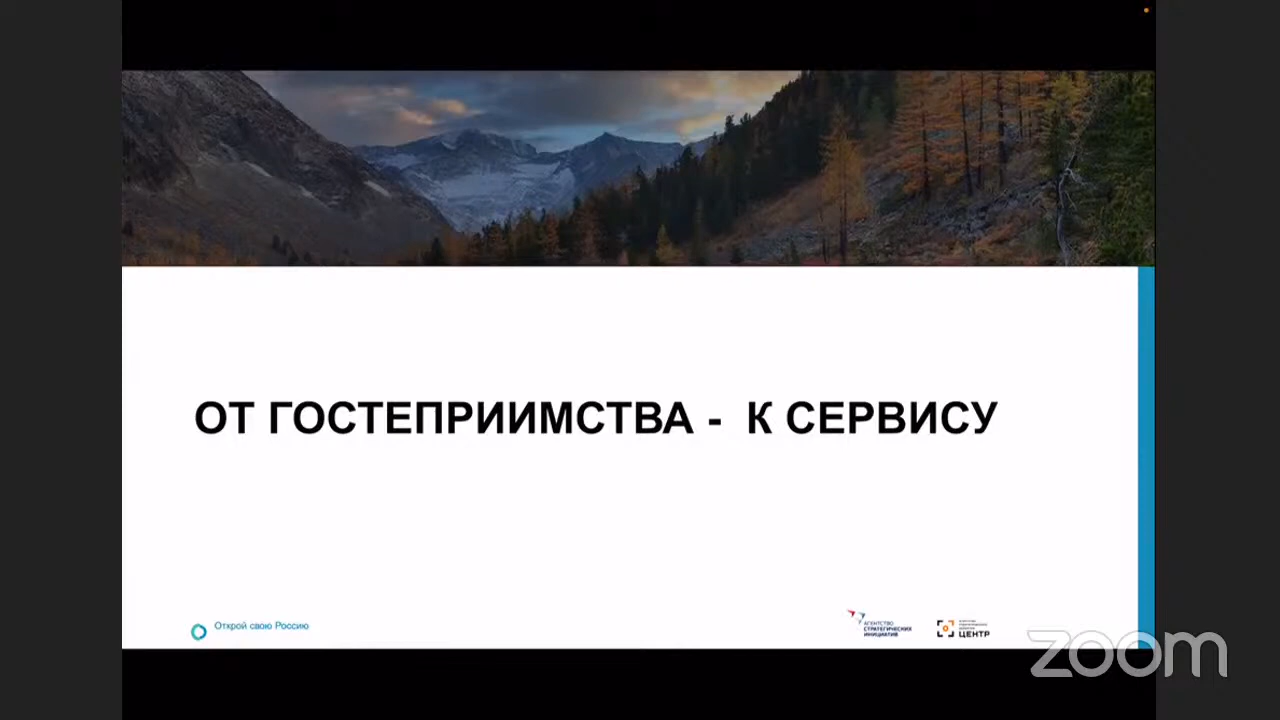 ОТ ГОСТЕПРИИМСТВА - К СЕРВИСУ
Открой свою Россию
АГЕНТСТВО
СТРАТЕГИЧЕСКИХ
ИНИЦИАТИВ
ЦЕНТР
zoom